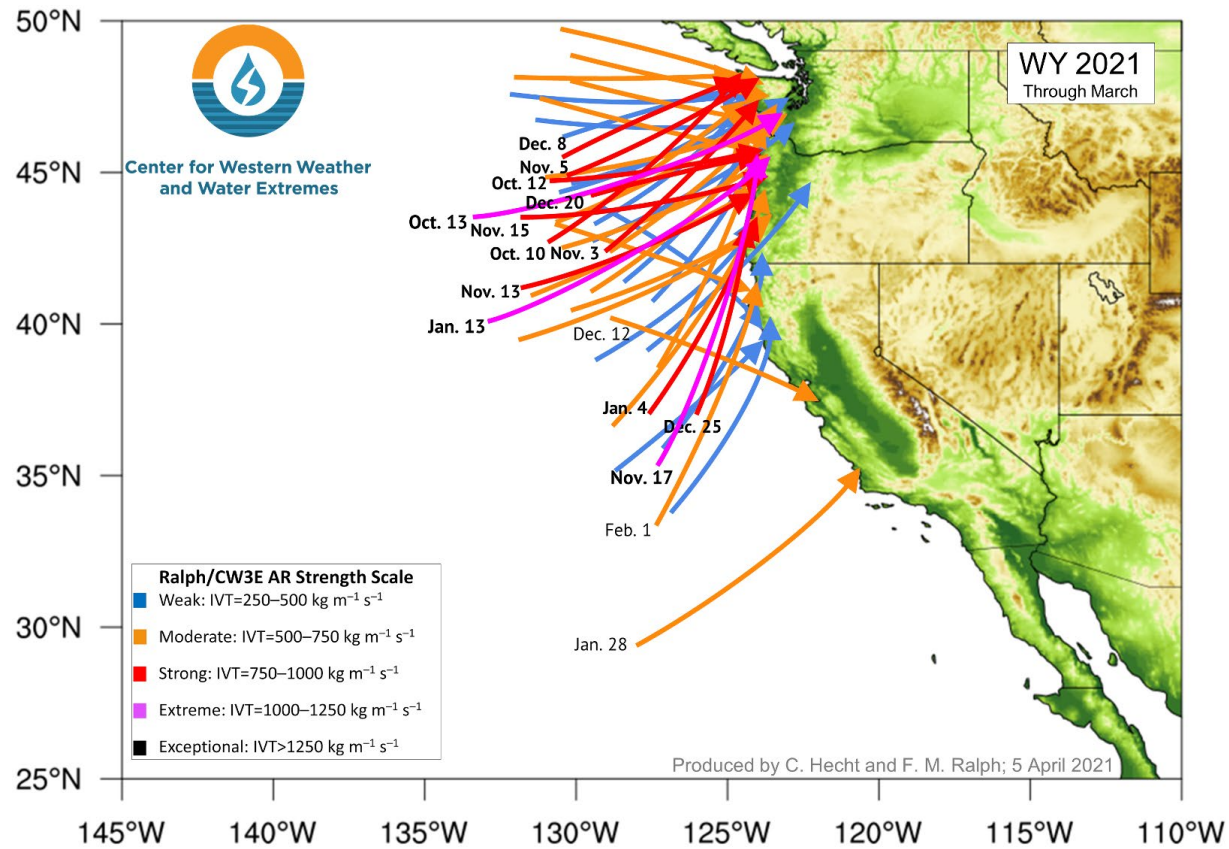 50°N
45°N
40°N
35°N
30°N
25°N
145°W
140°W
135°W
130°W
125°W
120°W
115°W
110°W
Center for Western Weather
and Water Extremes
WY 2021
Through March
Dec. 8
Nov. 5
Oct. 12
Dec. 20
Oct. 13
Nov. 15
Oct. 10
Nov. 3
Nov. 13
Jan. 13
Dec. 12
Jan. 4
Dec. 25
Nov. 17
Feb. 1
Jan. 28
Ralph/CW3E AR Strength Scale
Weak: IVT=250–500 kg m⁻¹ s⁻¹
Moderate: IVT=500–750 kg m⁻¹ s⁻¹
Strong: IVT=750–1000 kg m⁻¹ s⁻¹
Extreme: IVT=1000–1250 kg m⁻¹ s⁻¹
Exceptional: IVT>1250 kg m⁻¹ s⁻¹
Produced by C. Hecht and F. M. Ralph; 5 April 2021